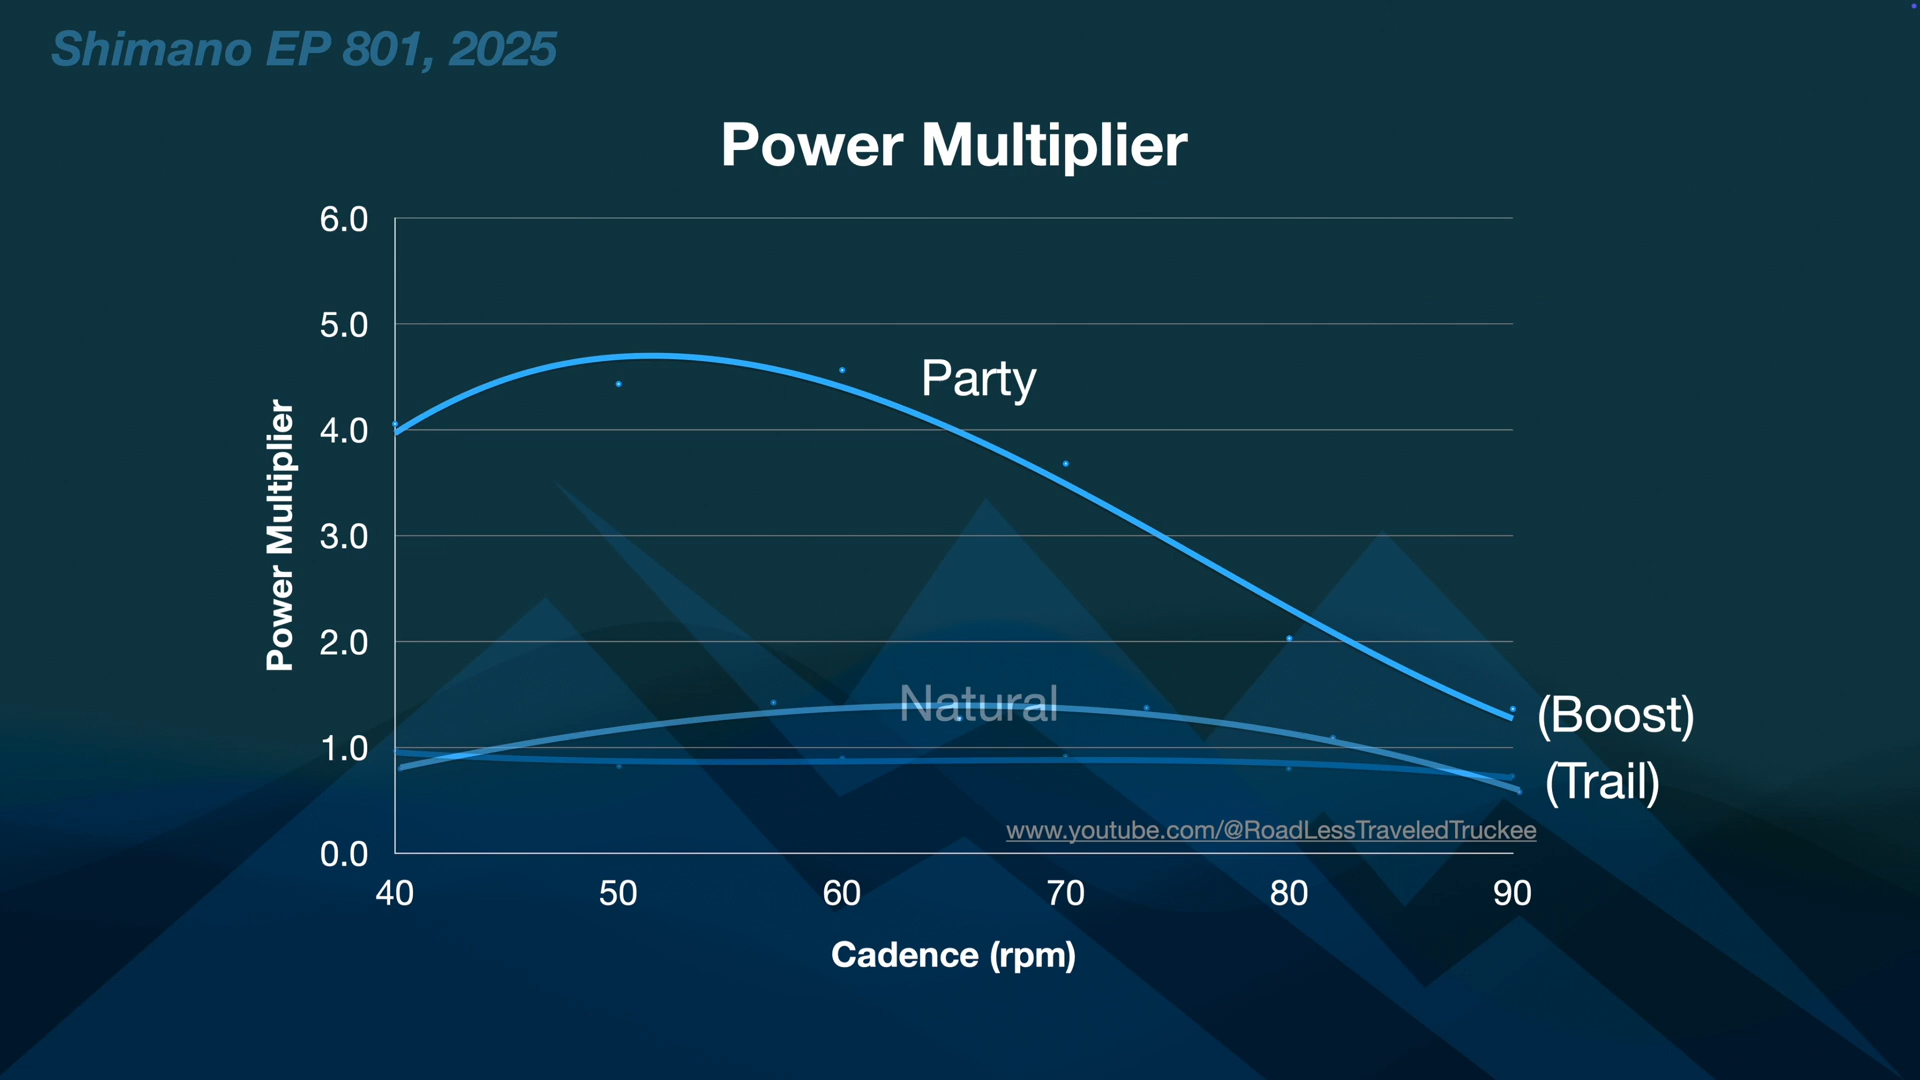 Shimano EP 801, 2025
Power Multiplier
6.0
5.0
4.0
3.0
2.0
1.0
0.0
Power Multiplier
Party
Natural
(Boost)
(Trail)
www.youtube.com/@RoadLessTraveledTruckee
40 50 60 70 80 90
Cadence (rpm)